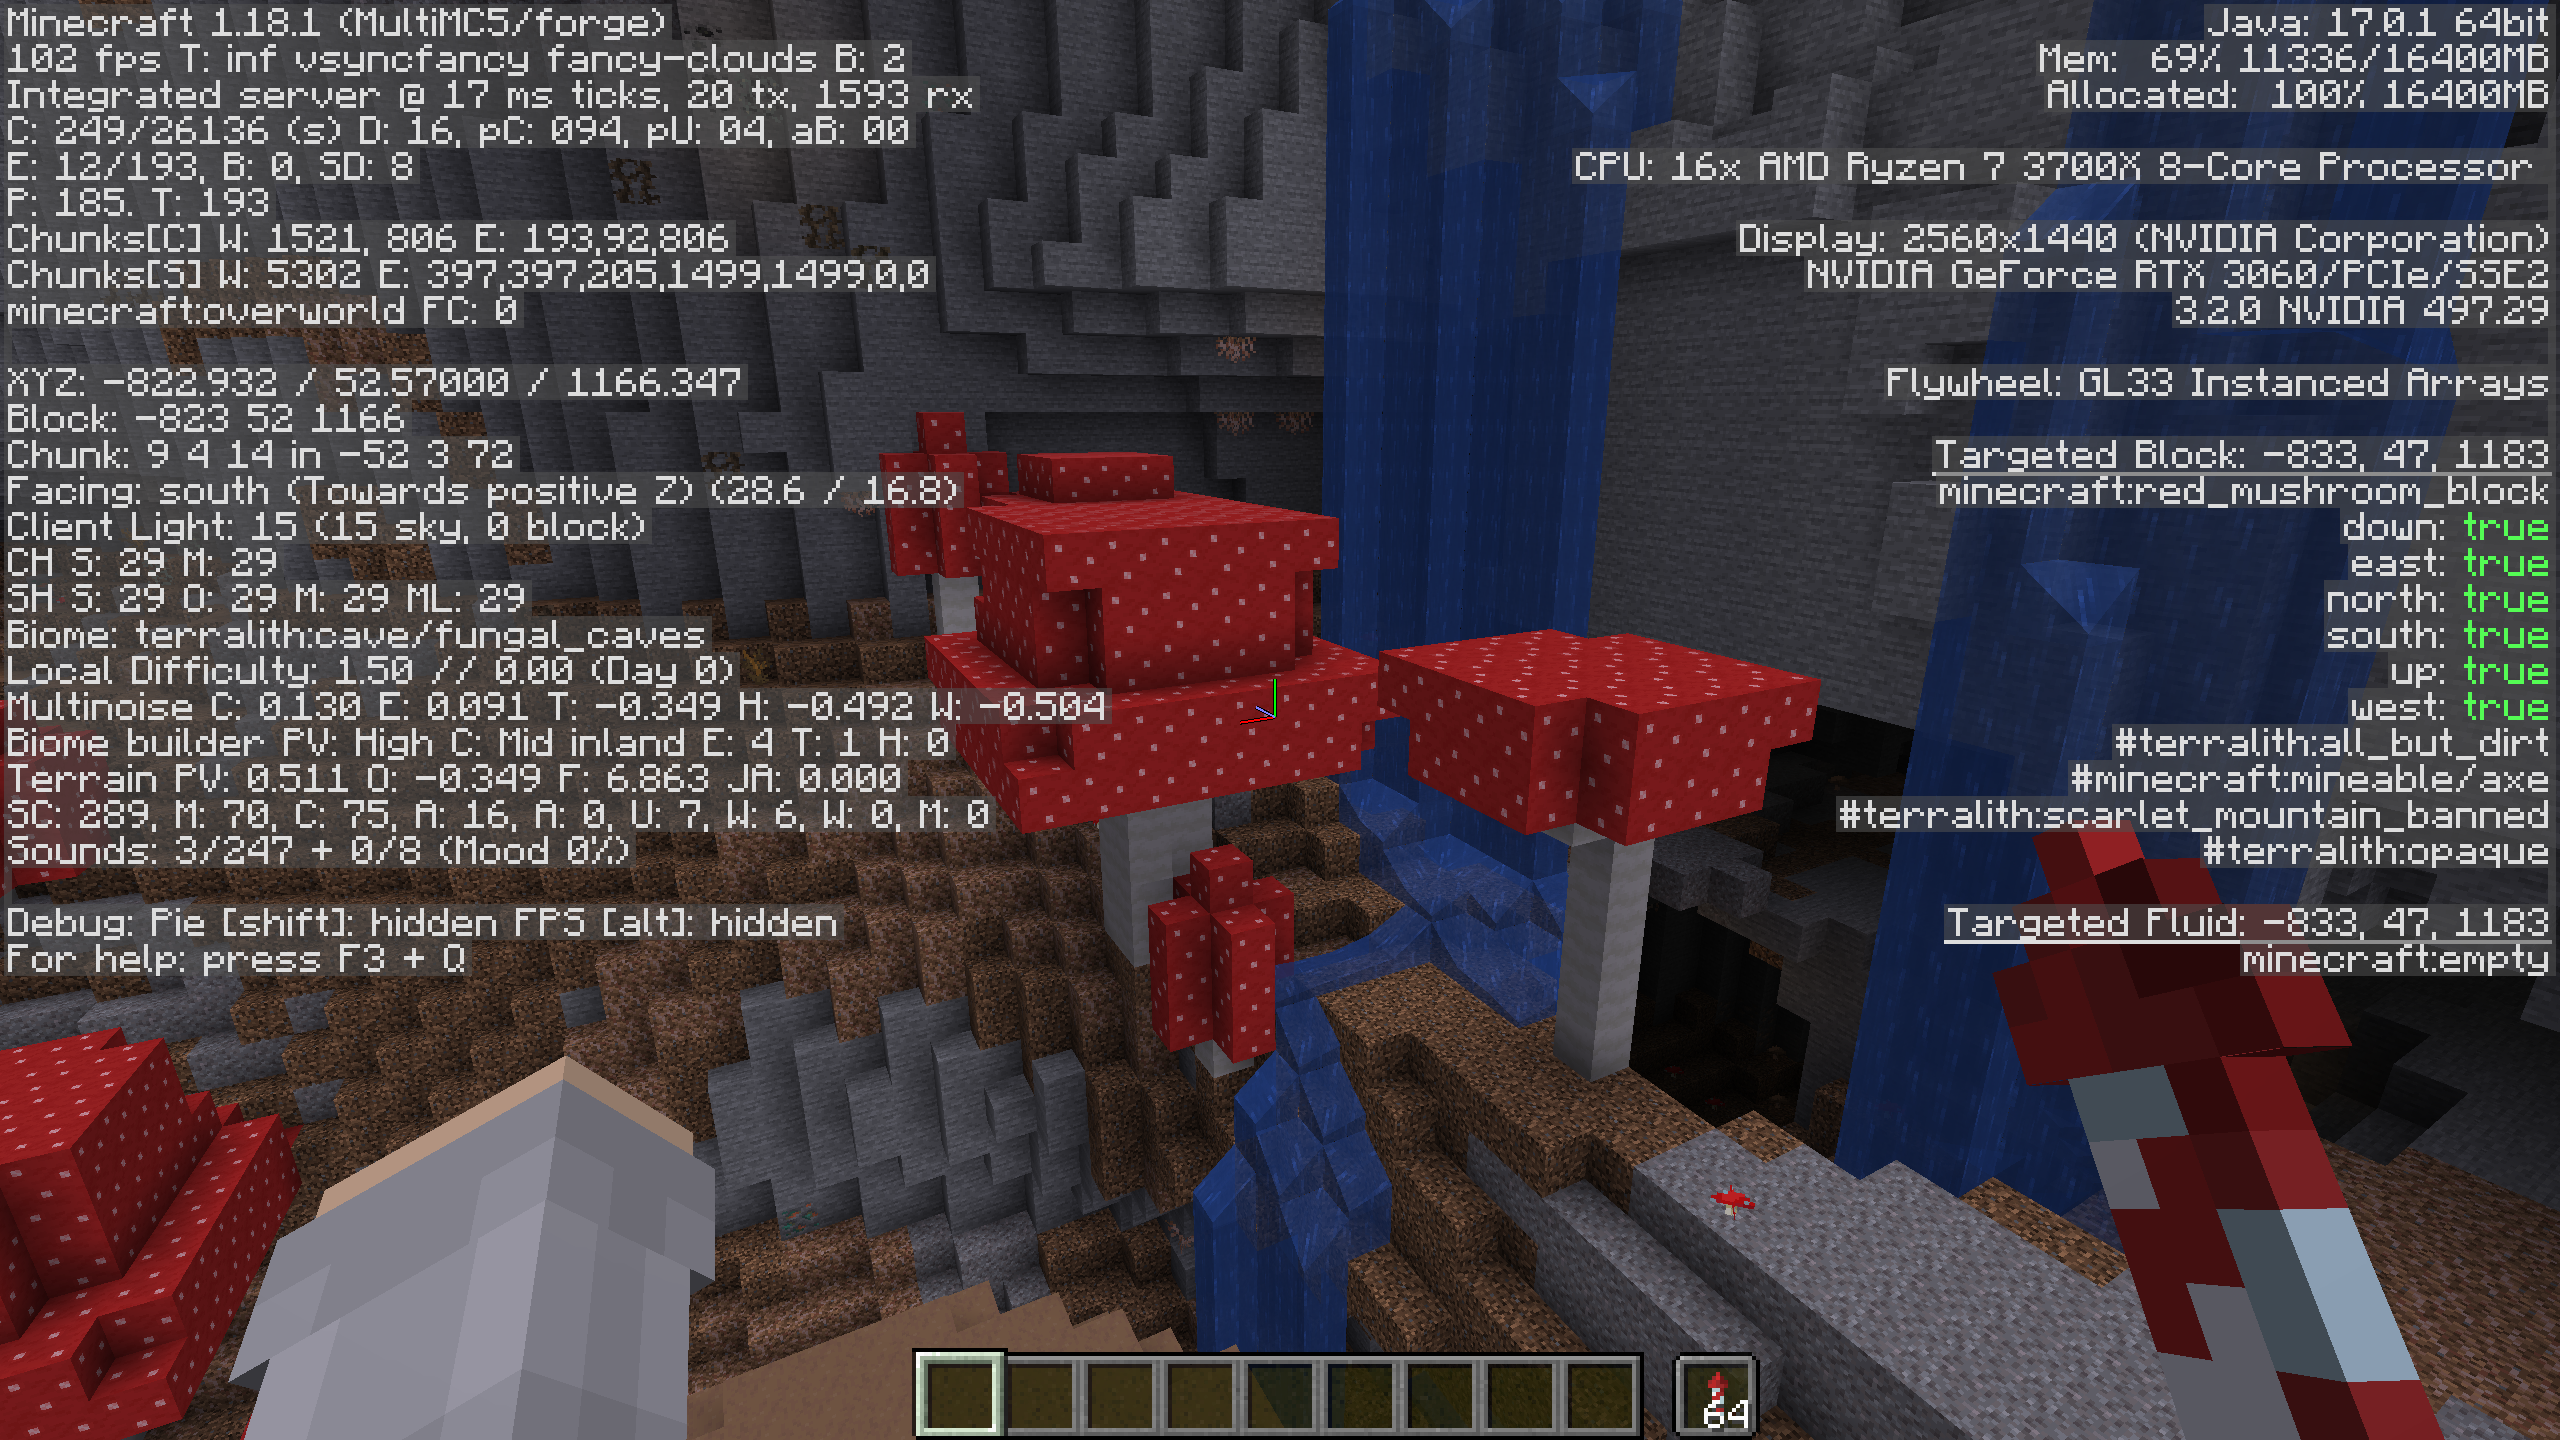 Minecraft 1.18.1 (MultiMC5/forge)
102 fps T: inf vsyncfancy fancy-clouds B: 2
Integrated server @ 17 ms ticks, 20 tx, 1593 rx
C: 249/26136 (s) D: 16, pC: 094, pU: 04, aB: 00
E: 12/193, B: 0, SD: 8
P: 185. T: 193
Chunks[C] W: 1521, 806 E: 193,92,806
Chunks[S] W: 5302 E: 397,397,205,1499,1499,0,0
minecraft:overworld FC: 0
XYZ: -822.932 / 52.57000 / 1166.347
Block: -823 52 1166
Chunk: 9 4 14 in -52 3 72
Facing: south (Towards positive Z) (28.6 / 16.8)
Client Light: 15 (15 sky, 0 block)
CH S: 29 M: 29
SH S: 29 O: 29 M: 29 ML: 29
Biome: terralith:cave/fungal_caves
Local Difficulty: 1.50 // 0.00 (Day 0)
Multinoise C: 0.130 E: 0.091 T: -0.349 H: -0.492 W: -0.504
Biome builder PV: High C: Mid inland E: 4 T: 1 H: 0
Terrain PV: 0.511 O: -0.349 F: 6.863 JA: 0.000
SC: 289, M: 70, C: 75, A: 16, A: 0, U: 7, W: 6, W: 0, M: 0
Sounds: 3/247 + 0/8 (Mood 0%)
Debug: Pie [shift]: hidden FPS [alt]: hidden
For help: press F3 + Q
Java: 17.0.1 64bit
Mem: 69% 11336/16400MB
Allocated: 100% 16400MB
CPU: 16x AMD Ryzen 7 3700X 8-Core Processor
Display: 2560x1440 (NVIDIA Corporation)
NVIDIA GeForce RTX 3060/PCIe/SSE2
3.2.0 NVIDIA 497.29
Flywheel: GL33 Instanced Arrays
Targeted Block: -833, 47, 1183
minecraft:red_mushroom_block
down: true
east: true
north: true
south: true
up: true
west: true
#terralith:all_but_dirt
#minecraft:mineable/axe
#terralith:scarlet_mountain_banned
#terralith:opaque
Targeted Fluid: -833, 47, 1183
minecraft:empty
64